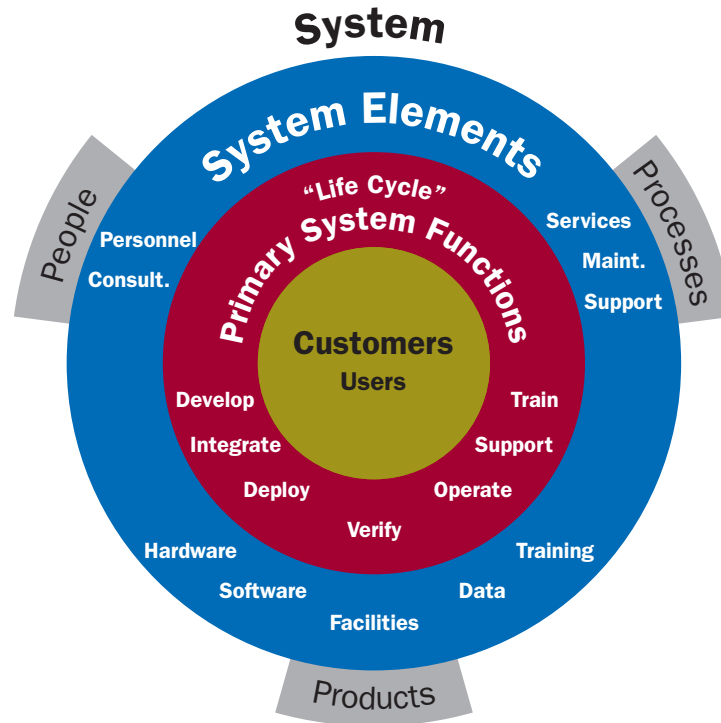 System
System Elements
"Life Cycle"
Primary System Functions
People
Personnel
Consult.
Processes
Services
Maint.
Support
Customers
Users
Develop
Integrate
Deploy
Verify
Operate
Support
Train
Hardware
Software
Facilities
Data
Training
Products